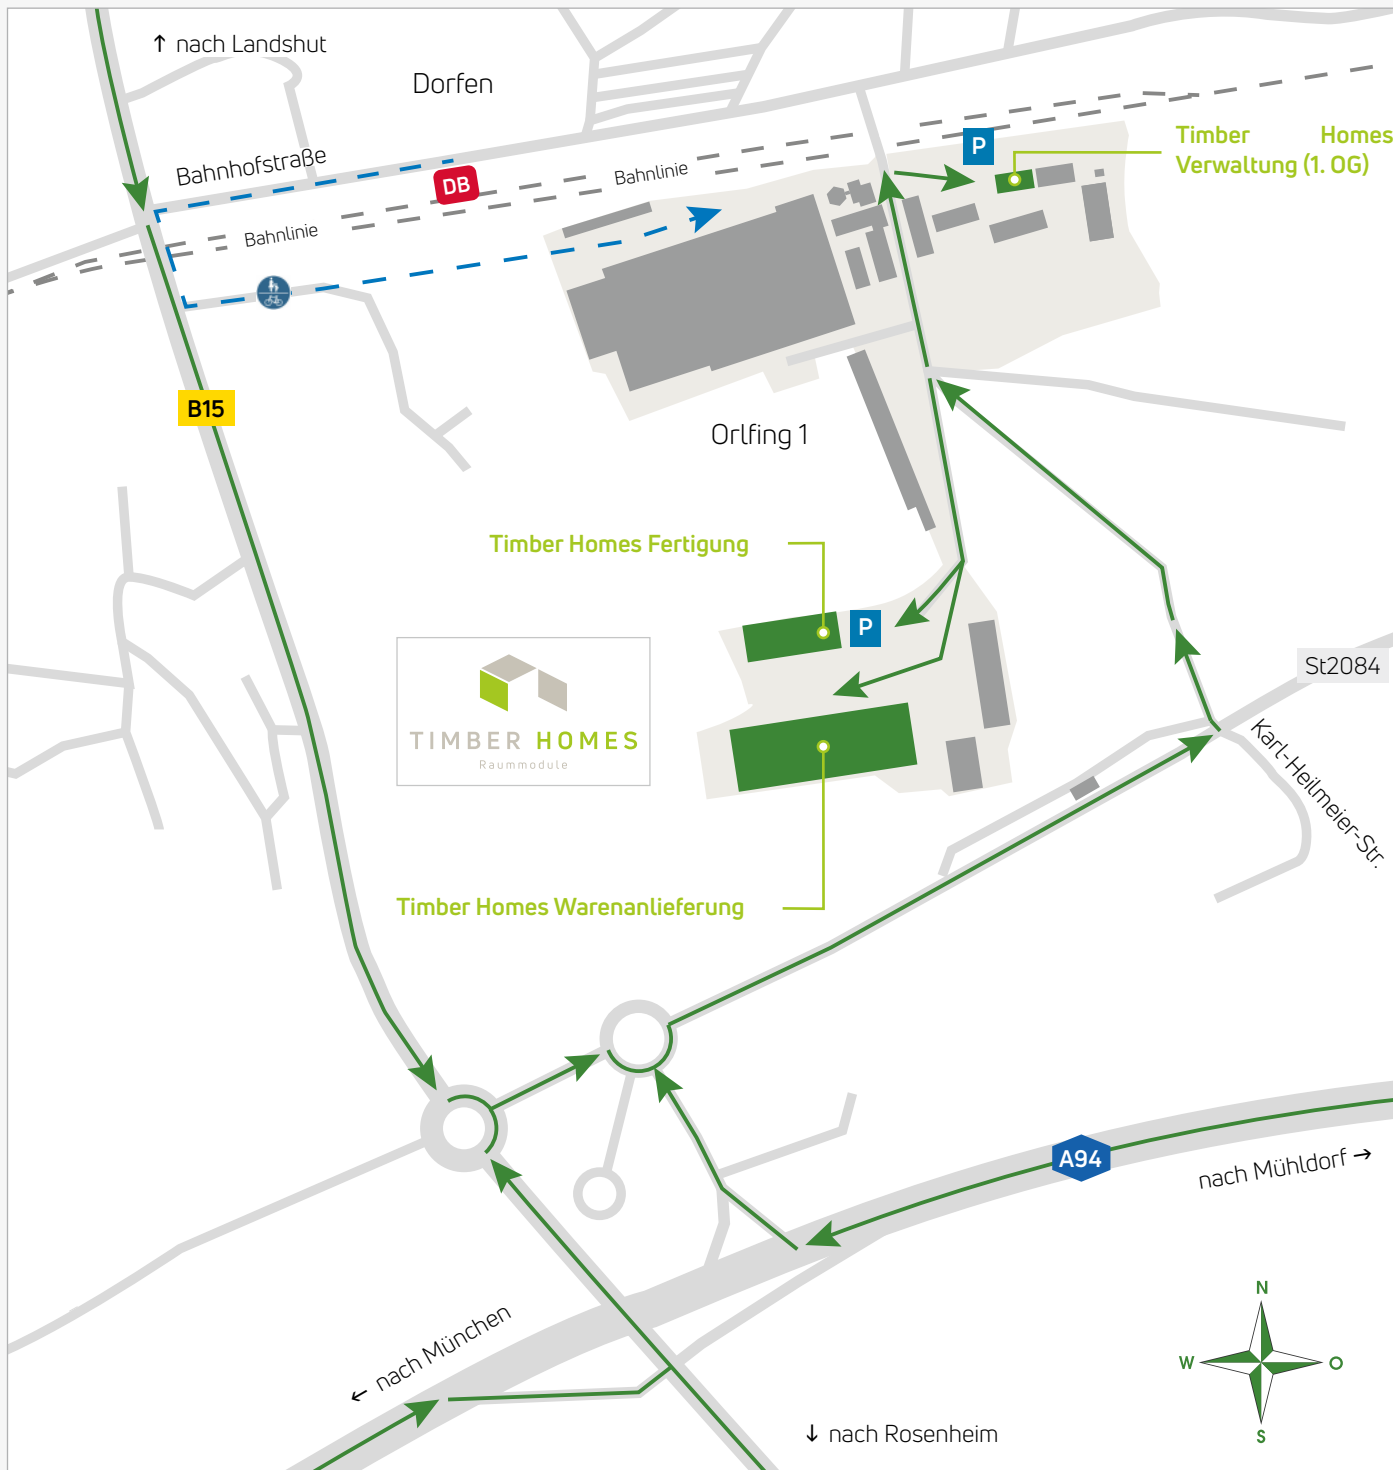 ↑ nach Landshut
Dorfen
Bahnhofstraße
DB
Bahnlinie
Bahnlinie
P
Timber Homes
Verwaltung (1. OG)
B15
Orlfing 1
Timber Homes Fertigung
P
TIMBER HOMES
Raummodule
St2084
Karl-Heilmeier-Str.
Timber Homes Warenanlieferung
A94
nach Mühldorf →
← nach München
↓ nach Rosenheim
N
W
O
S